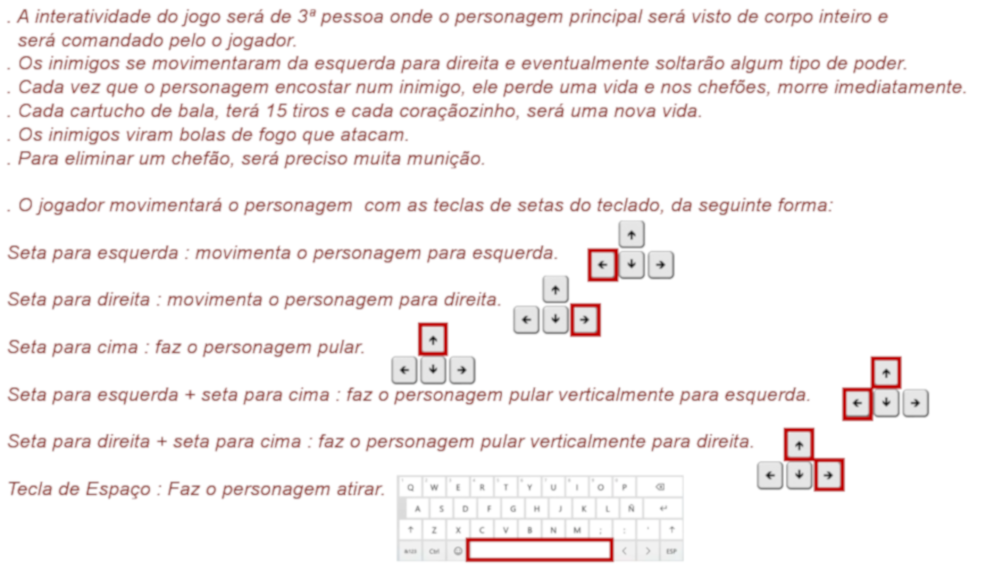 . A interatividade do jogo será de 3ª pessoa onde o personagem principal será visto de corpo inteiro e
será comandado pelo o jogador.
. Os inimigos se movimentaram da esquerda para direita e eventualmente soltarão algum tipo de poder.
. Cada vez que o personagem encostar num inimigo, ele perde uma vida e nos chefões, morre imediatamente.
. Cada cartucho de bala, terá 15 tiros e cada coraçãozinho, será uma nova vida.
. Os inimigos viram bolas de fogo que atacam.
. Para eliminar um chefão, será preciso muita munição.
. O jogador movimentará o personagem com as teclas de setas do teclado, da seguinte forma:
Seta para esquerda : movimenta o personagem para esquerda.
Seta para direita : movimenta o personagem para direita.
Seta para cima : faz o personagem pular.
Seta para esquerda + seta para cima : faz o personagem pular verticalmente para esquerda.
Seta para direita + seta para cima : faz o personagem pular verticalmente para direita.
Tecla de Espaço : Faz o personagem atirar.
Q W E R T Y U I O P
A S D F G H J K L Ñ
Z X C V B N M
Ctrl ESP